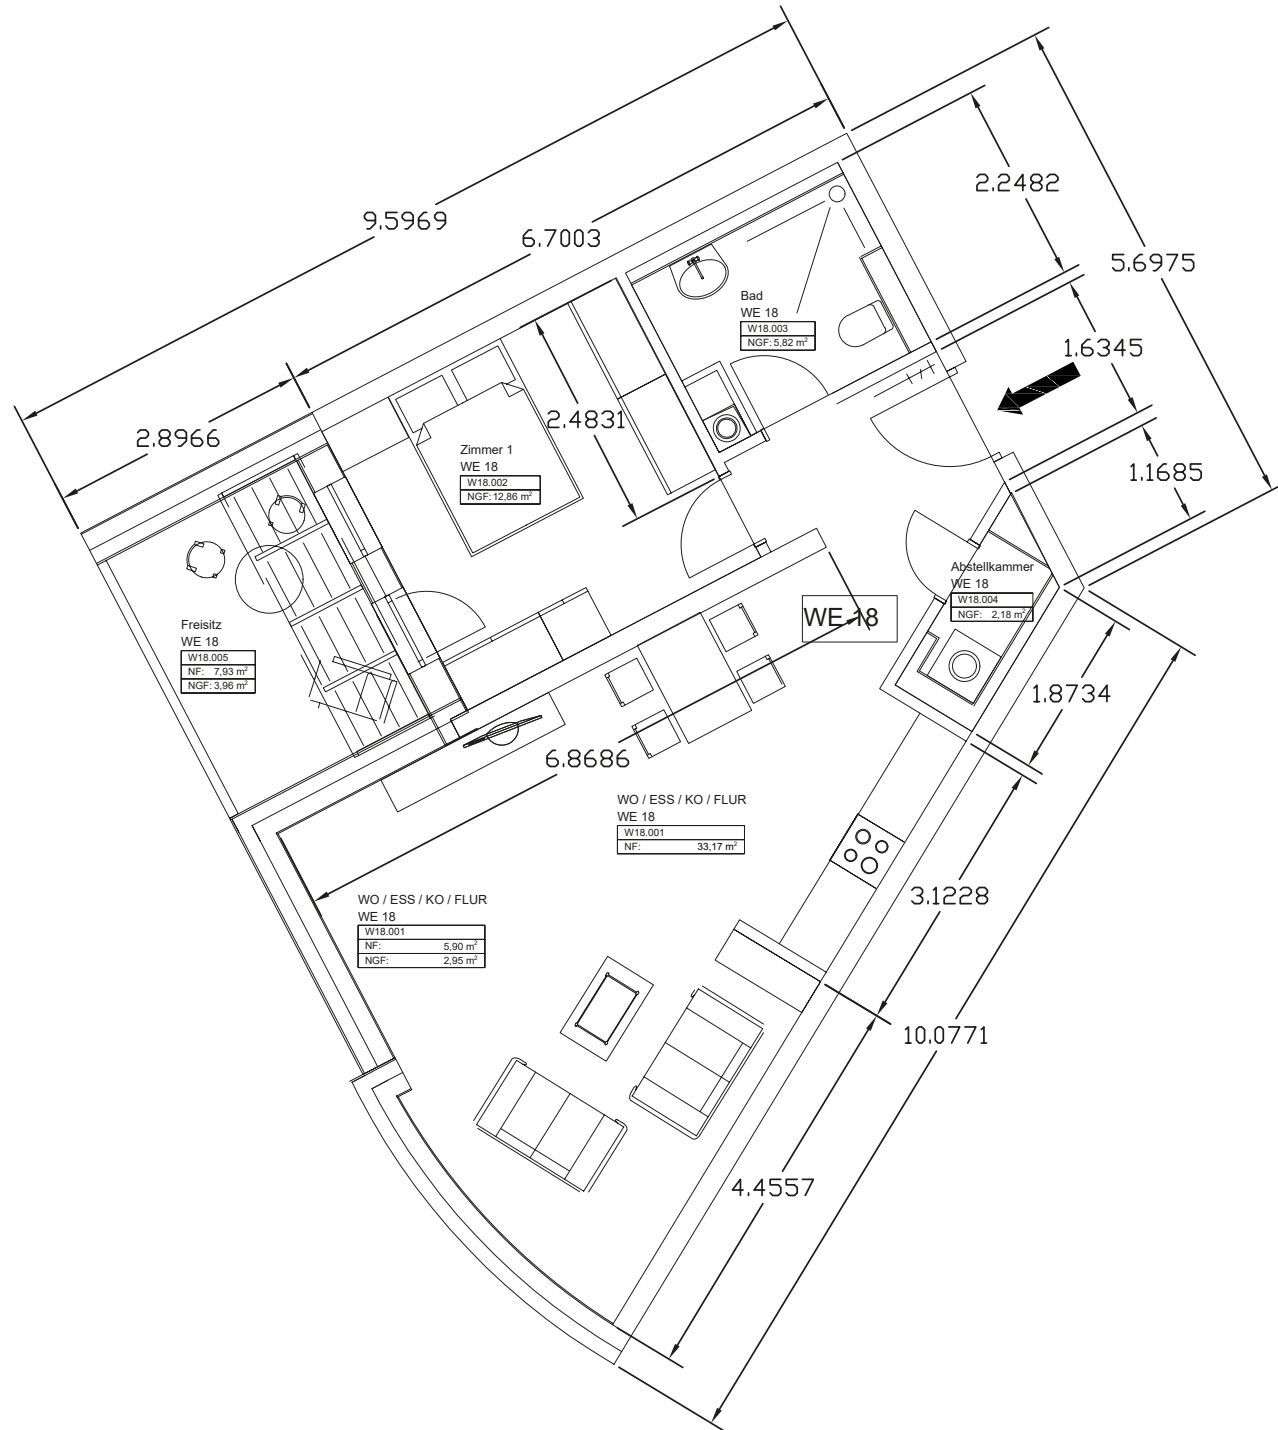 9.5969
6.7003
2.2482
5.6975
1.6345
2.8966
2.4831
1.1685
Bad
WE 18
W18.003
NGF: 5,82 m²
Zimmer 1
WE 18
W18.002
NGF: 12,86 m²
Abstellkammer
WE 18
W18.004
NGF: 2,18 m²
WE 18
Freisitz
WE 18
W18.005
NF: 7,93 m²
NGF: 3,96 m²
1.8734
6.8686
WO / ESS / KO / FLUR
WE 18
W18.001
NF: 33,17 m²
3.1228
WO / ESS / KO / FLUR
WE 18
W18.001
NF: 5,90 m²
NGF: 2,95 m²
10.0771
4.4557